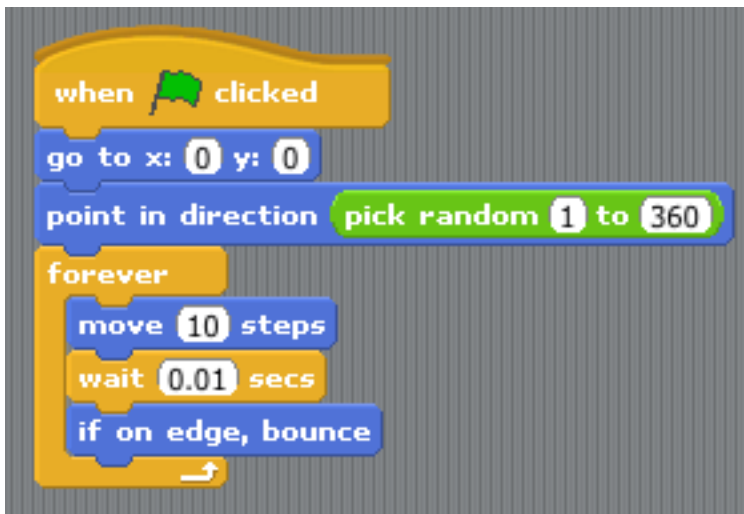 when clicked
go to x: 0 y: 0
point in direction pick random 1 to 360
forever
move 10 steps
wait 0.01 secs
if on edge, bounce